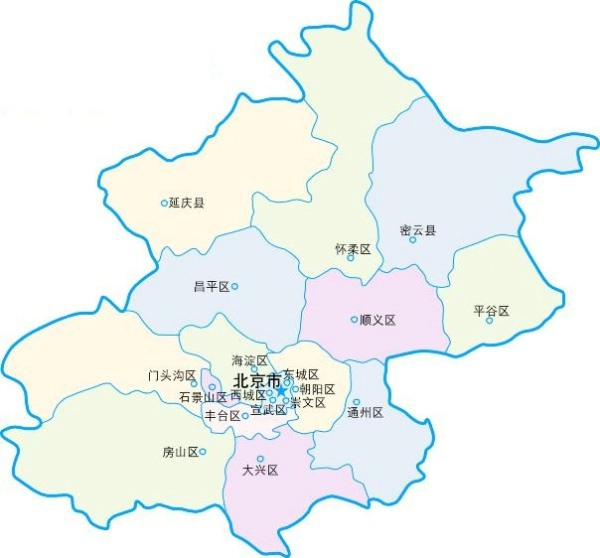 延庆县
密云县
怀柔区
昌平区
平谷区
顺义区
海淀区
门头沟区
东城区
北京市
朝阳区
石景山区
西城区
崇文区
宣武区
通州区
丰台区
房山区
大兴区